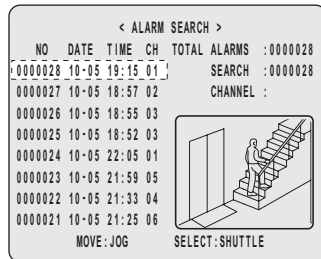 < ALARM SEARCH >
NO DATE TIME CH TOTAL ALARMS :0000028
0000028 10-05 19:15 01 SEARCH :0000028
0000027 10-05 18:57 02 CHANNEL :
0000026 10-05 18:55 03
0000025 10-05 18:52 03
0000024 10-05 22:05 01
0000023 10-05 21:59 05
0000022 10-05 21:33 04
0000021 10-05 21:25 06
MOVE:JOG SELECT:SHUTTLE